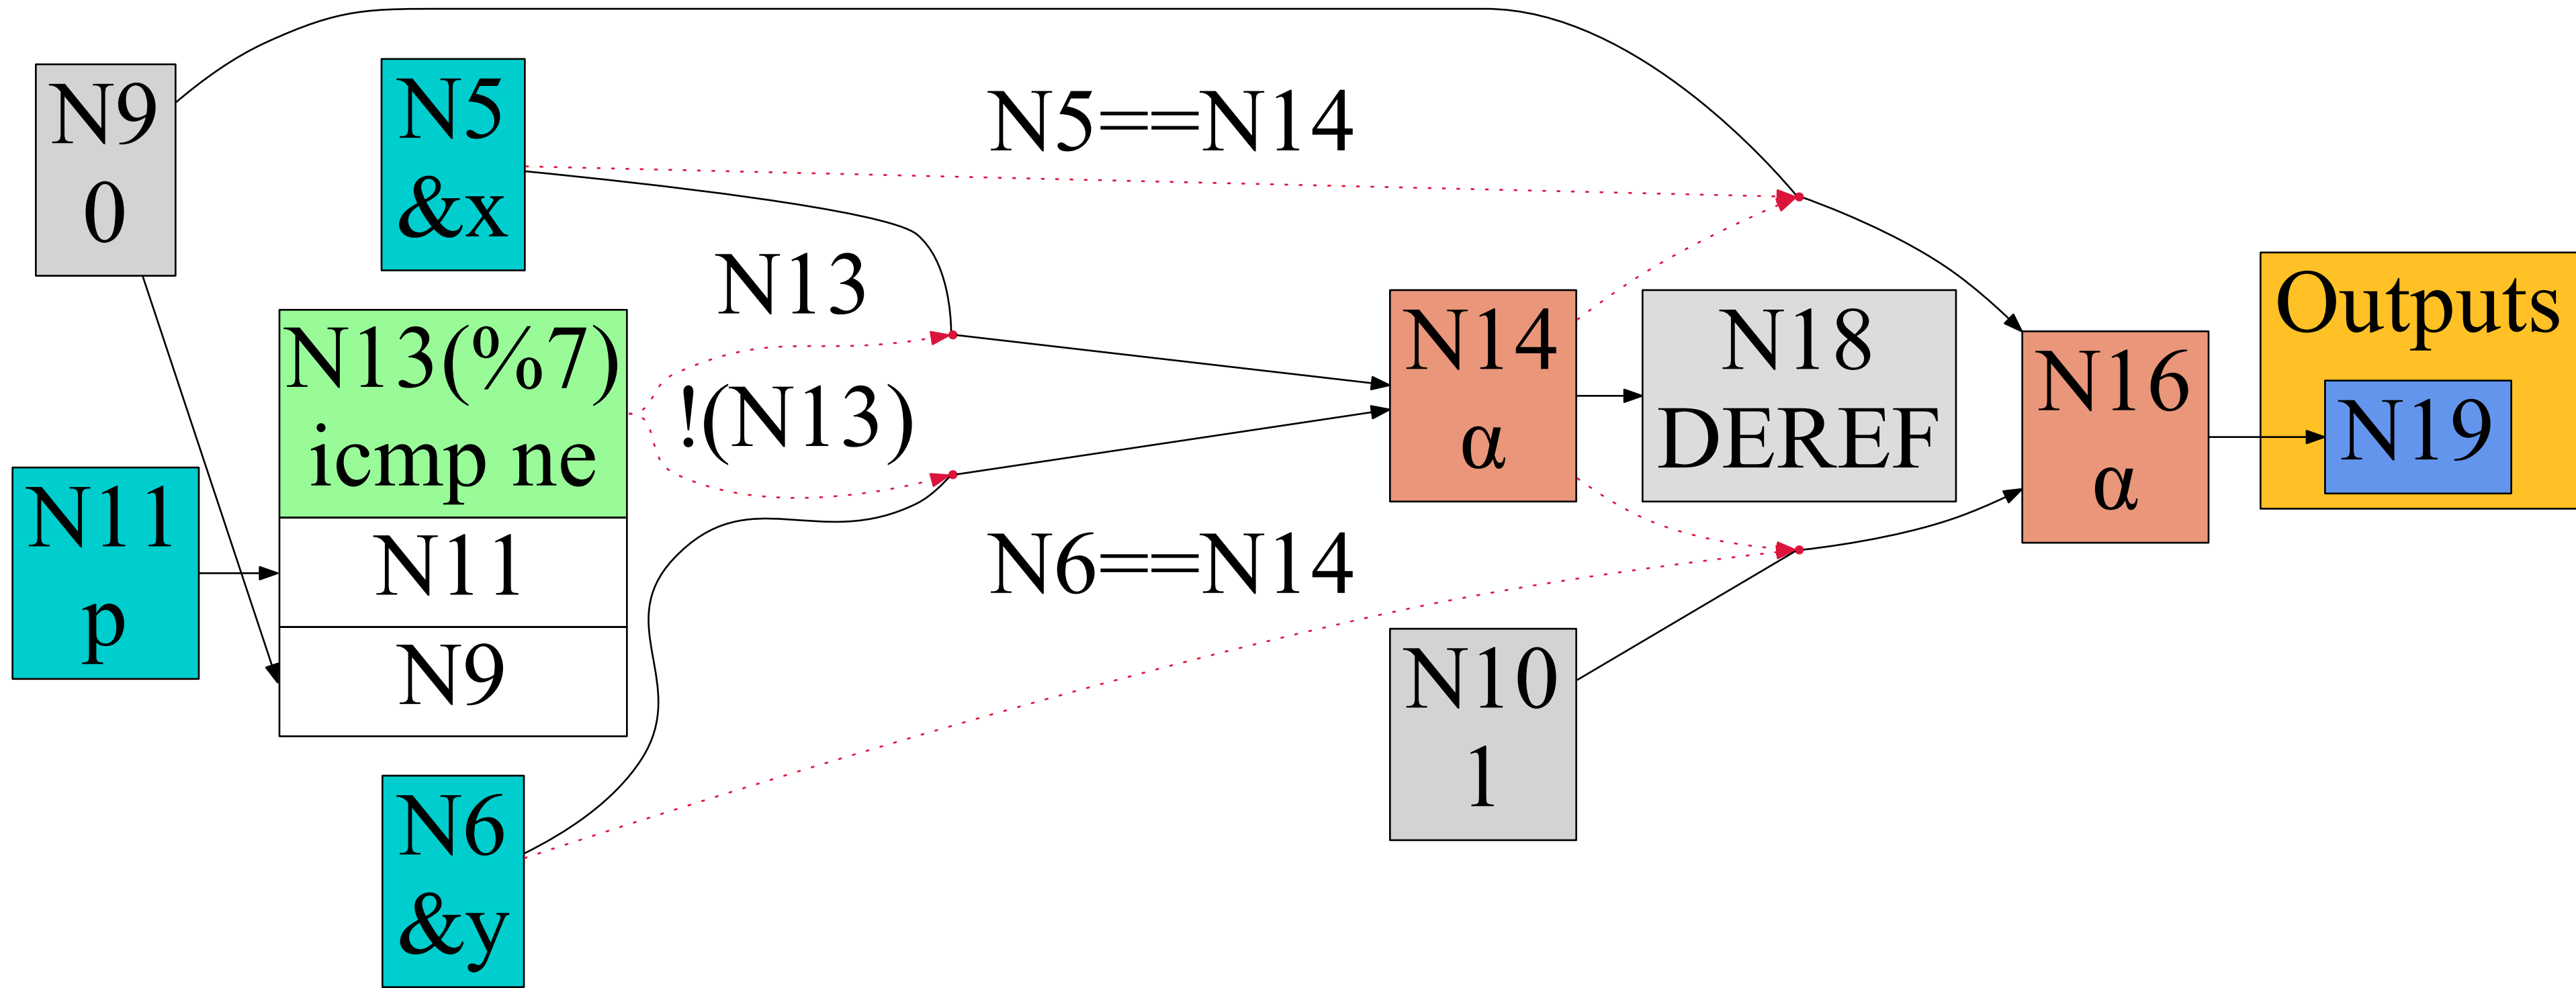 N9
0
N5
&x
N5==N14
N13
!(N13)
N13(%7)
icmp ne
N11
N9
N11
p
N14
α
N18
DEREF
N16
α
Outputs
N19
N6==N14
N10
1
N6
&y